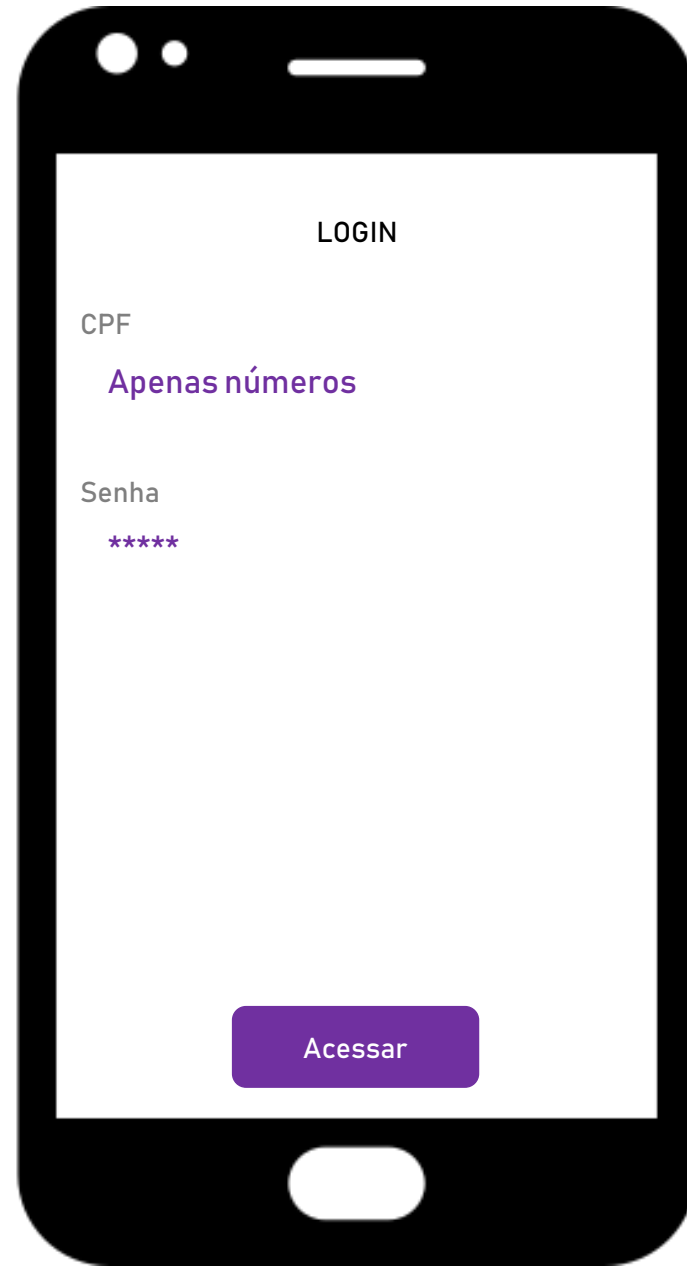 LOGIN
CPF
Apenas números
Senha
*****
Acessar